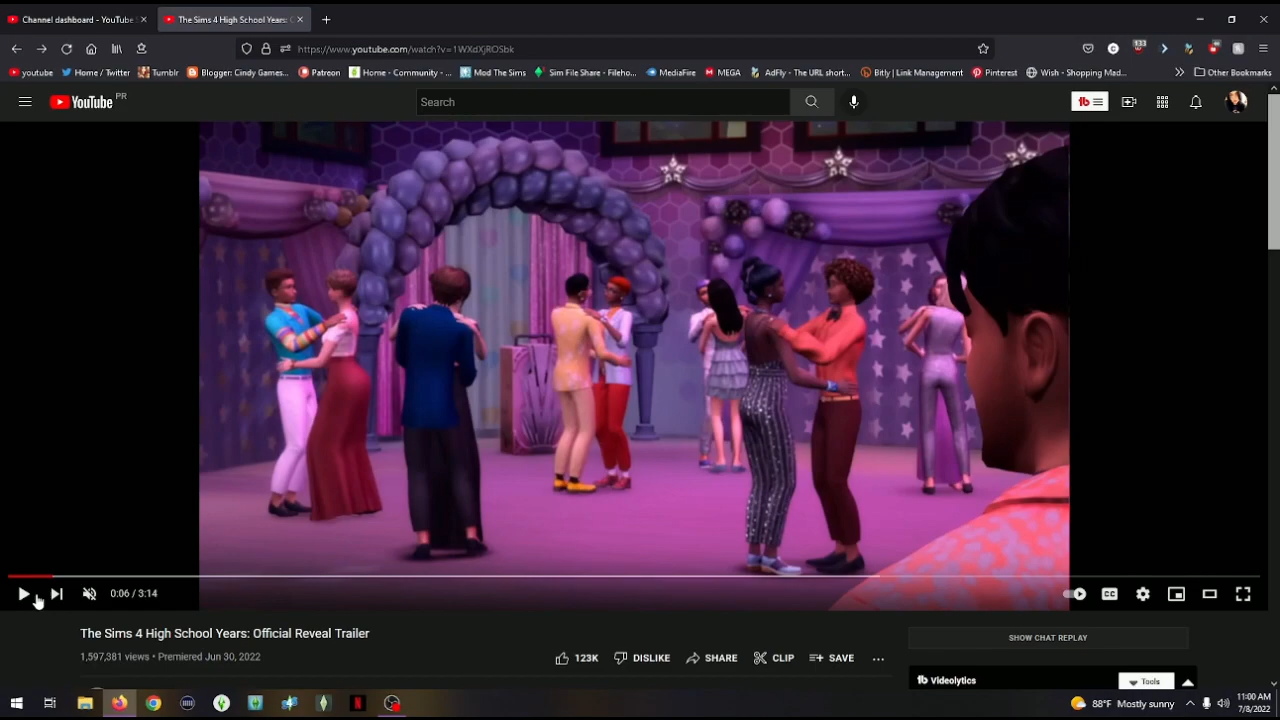 Channel dashboard - YouTube
The Sims 4 High School Years: O
https://www.youtube.com/watch?v=1WXdXjROSbk
133
youtube
Home / Twitter
Tumblr
Blogger: Cindy Games...
Patreon
Home - Community - ...
Mod The Sims
Sim File Share - Fileho...
MediaFire
MEGA
AdFly - The URL short...
Bitly | Link Management
Pinterest
Wish - Shopping Mad...
Other Bookmarks
YouTube PR
Search
tb
0:06 / 3:14
CC
The Sims 4 High School Years: Official Reveal Trailer
1,597,381 views • Premiered Jun 30, 2022
123K
DISLIKE
SHARE
CLIP
SAVE
SHOW CHAT REPLAY
tb Videolytics
Tools
88°F Mostly sunny
11:00 AM
7/8/2022